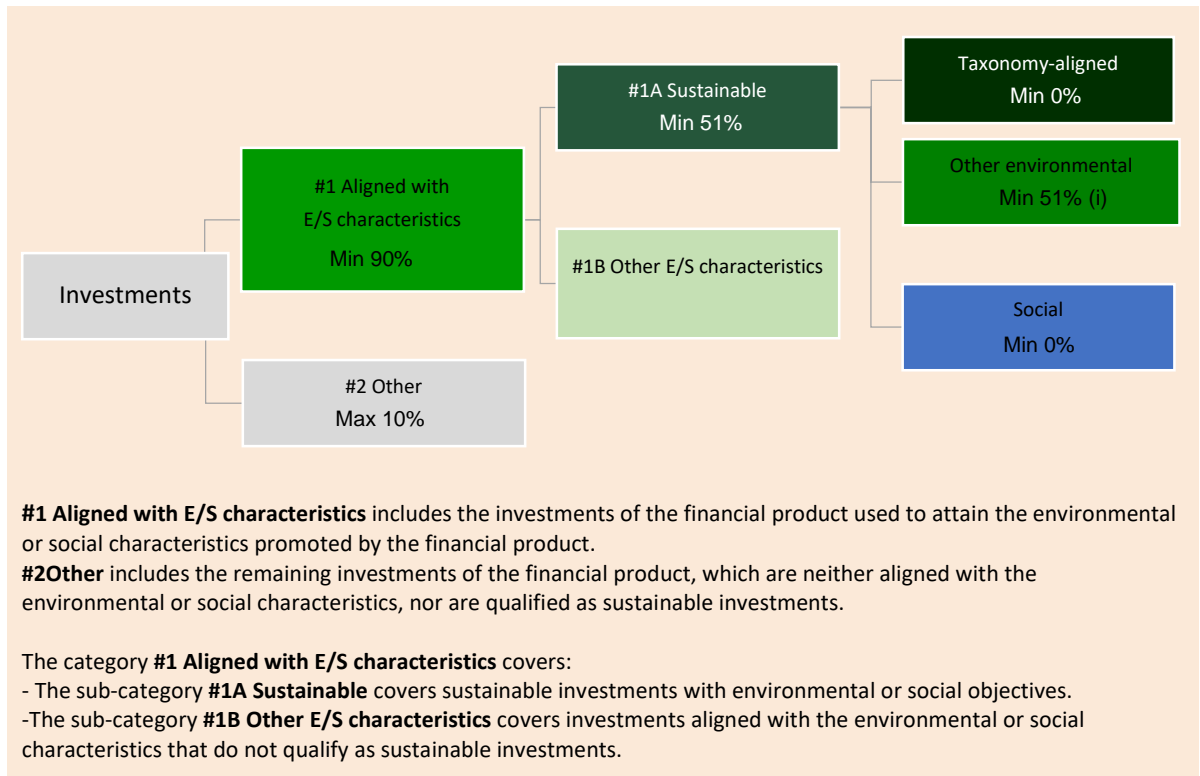 Investments
#1 Aligned with
E/S characteristics
Min 90%
#2 Other
Max 10%
#1A Sustainable
Min 51%
#1B Other E/S characteristics
Taxonomy-aligned
Min 0%
Other environmental
Min 51% (i)
Social
Min 0%
#1 Aligned with E/S characteristics includes the investments of the financial product used to attain the environmental
or social characteristics promoted by the financial product.
#2Other includes the remaining investments of the financial product, which are neither aligned with the
environmental or social characteristics, nor are qualified as sustainable investments.
The category #1 Aligned with E/S characteristics covers:
- The sub-category #1A Sustainable covers sustainable investments with environmental or social objectives.
-The sub-category #1B Other E/S characteristics covers investments aligned with the environmental or social
characteristics that do not qualify as sustainable investments.